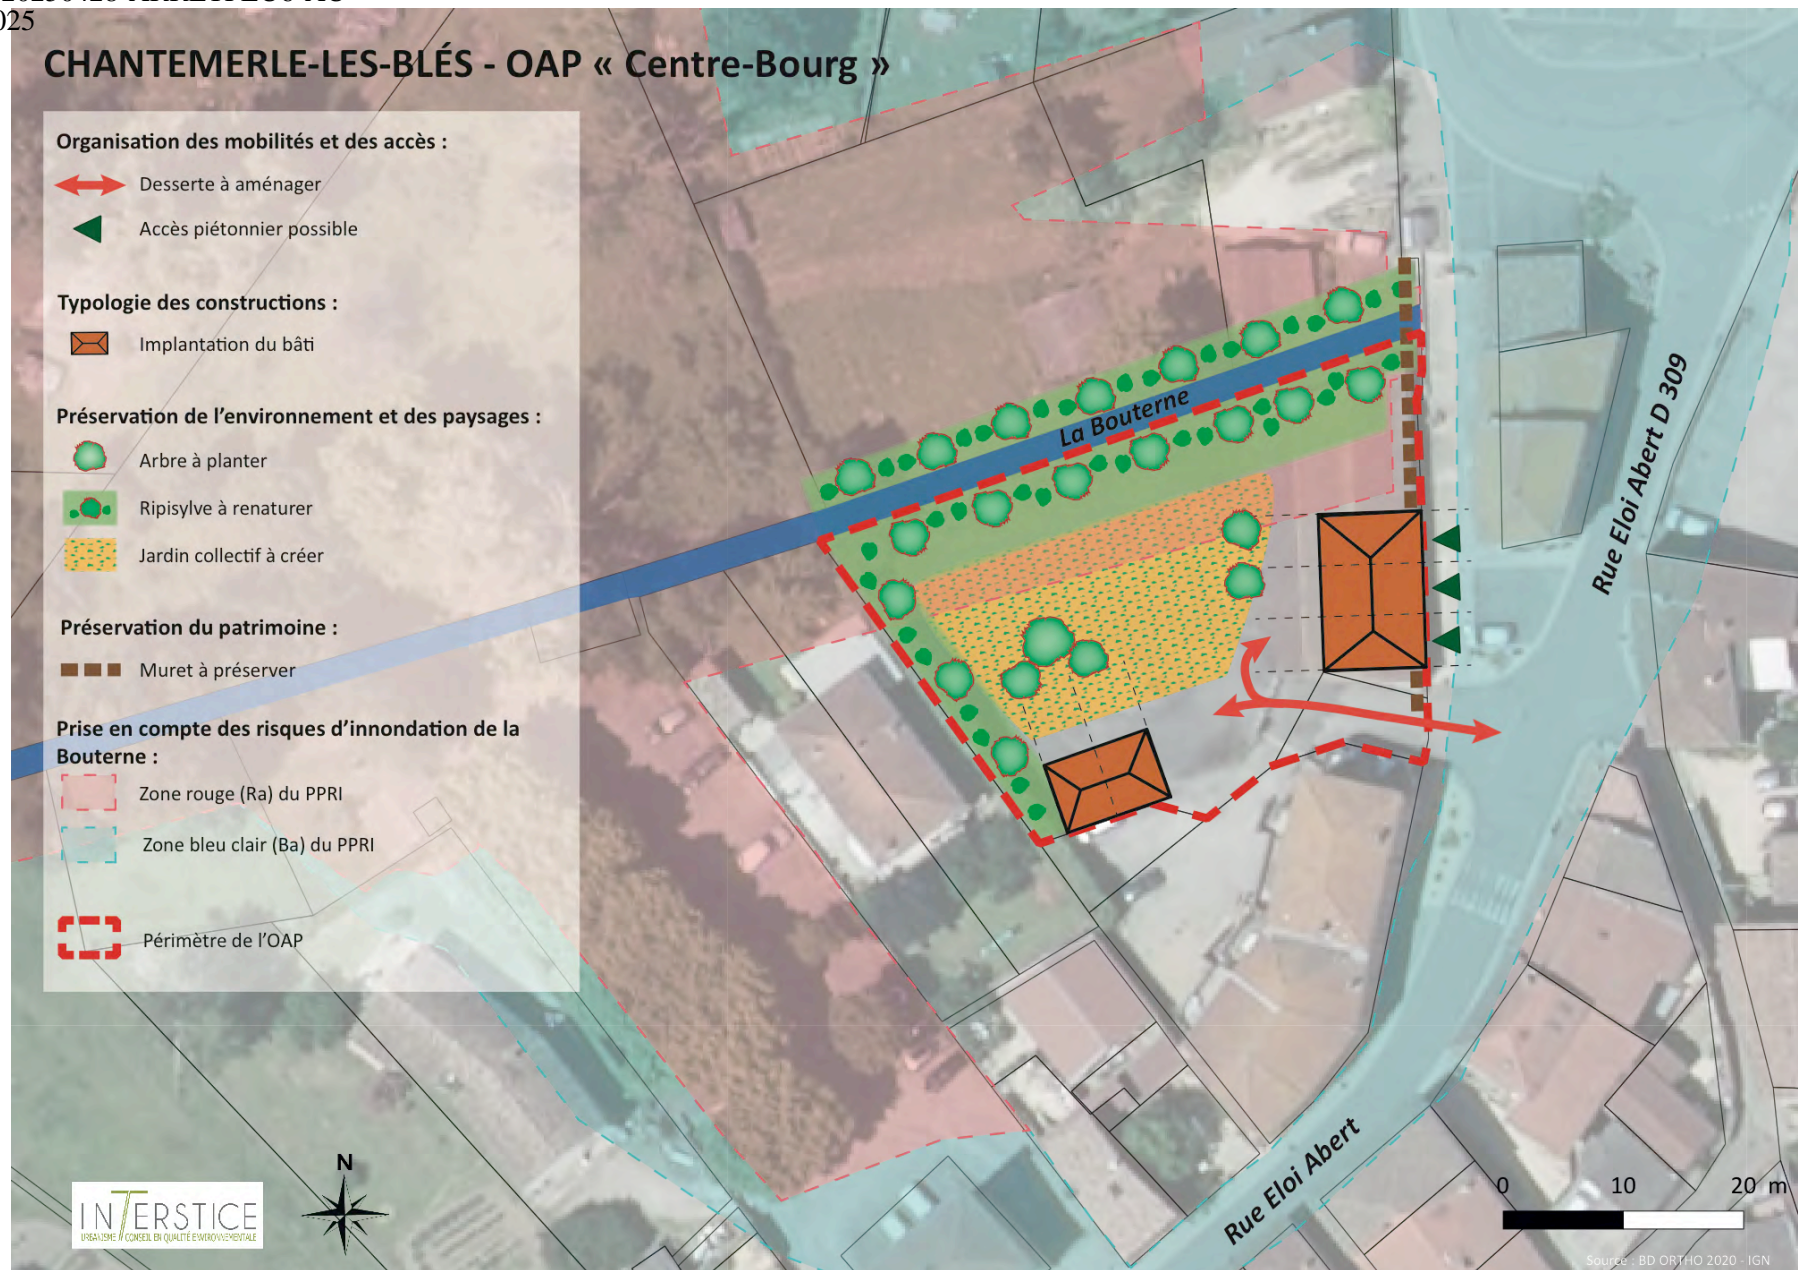 025
CHANTEMERLE-LES-BLÉS - OAP « Centre-Bourg »
Organisation des mobilités et des accès :
Desserte à aménager
Accès piétonnier possible
Typologie des constructions :
Implantation du bâti
Préservation de l'environnement et des paysages :
Arbre à planter
Ripisylve à renaturer
Jardin collectif à créer
Préservation du patrimoine :
Muret à préserver
Prise en compte des risques d'innondation de la
Bouterne :
Zone rouge (Ra) du PPRI
Zone bleu clair (Ba) du PPRI
Périmètre de l'OAP
La Bouterne
Rue Eloi Abert D 309
Rue Eloi Abert
N
INTERSTICE
URBANISME CONSEIL EN QUALITÉ ENVIRONNEMENTALE
0 10 20 m
Source : BD ORTHO 2020 - IGN